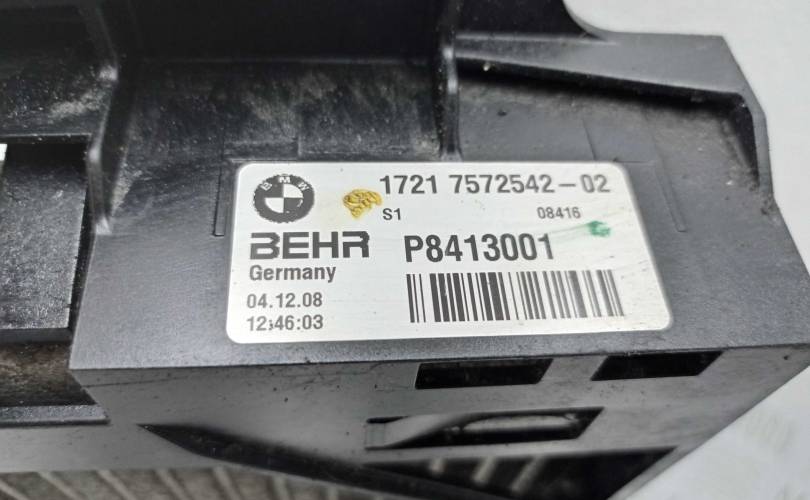 BMW
1721 7572542-02
S1 08416
BEHR P8413001
Germany
04.12.08
12:46:03